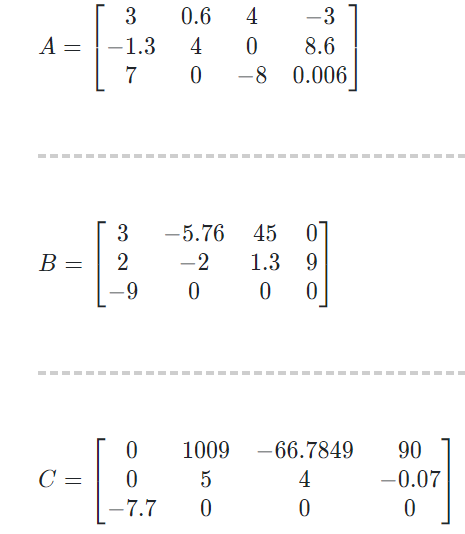 3 0.6 4 −3
A = −1.3 4 0 8.6
7 0 −8 0.006
3 −5.76 45 0
B = 2 −2 1.3 9
−9 0 0 0
0 1009 −66.7849 90
C = 0 5 4 −0.07
−7.7 0 0 0